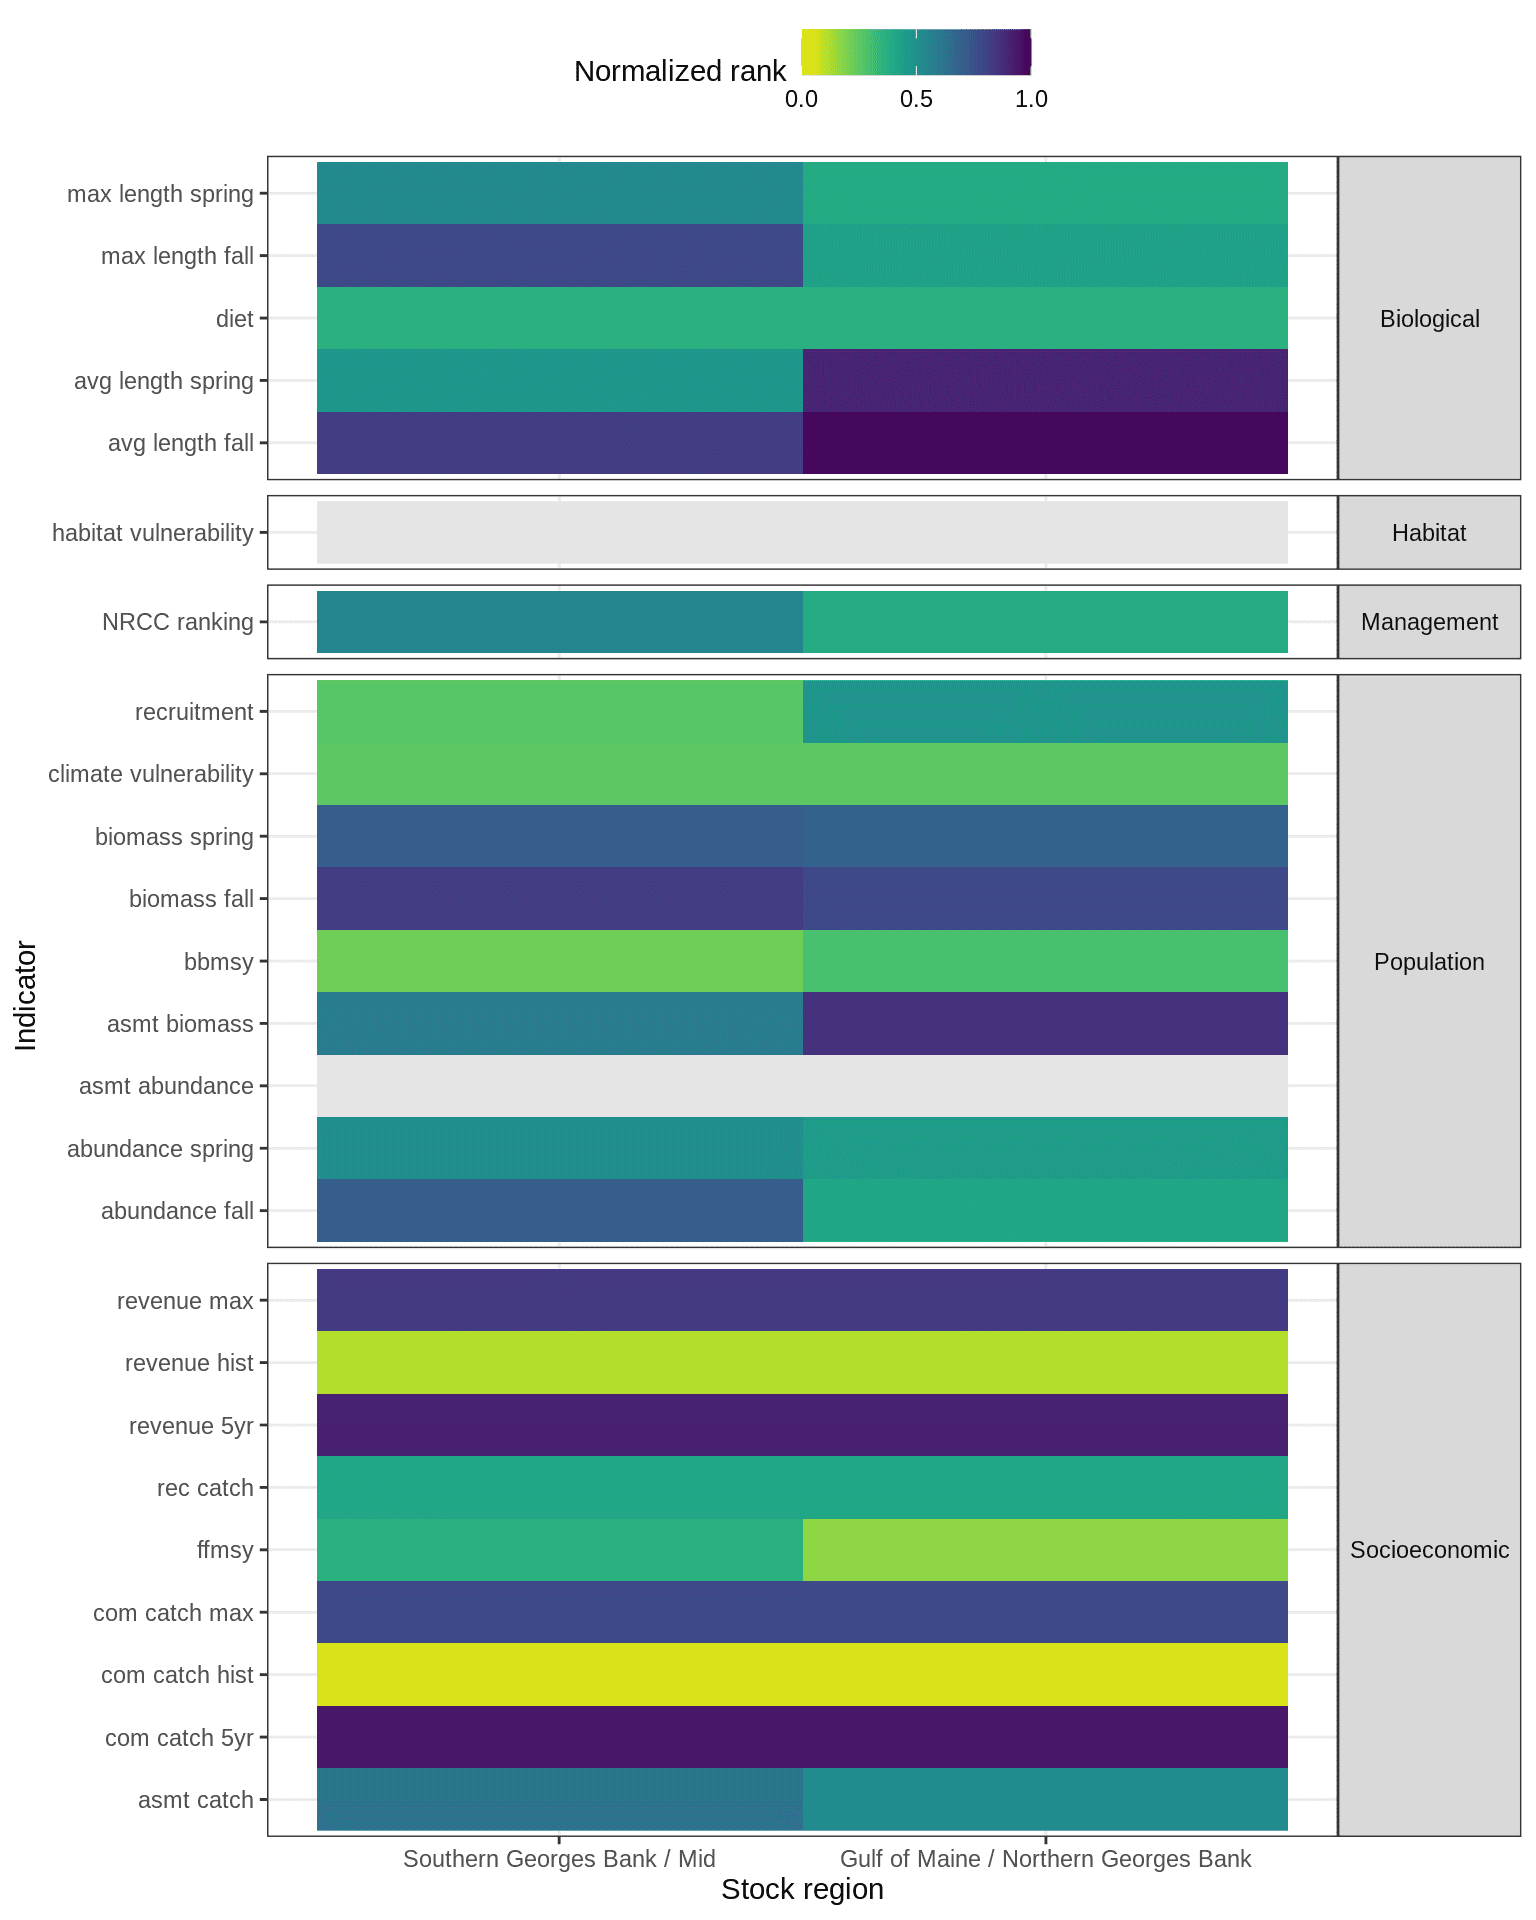 Normalized rank
0.0 0.5 1.0
max length spring
max length fall
diet
avg length spring
avg length fall
Biological
habitat vulnerability
Habitat
NRCC ranking
Management
recruitment
climate vulnerability
biomass spring
biomass fall
bbmsy
asmt biomass
asmt abundance
abundance spring
abundance fall
Population
revenue max
revenue hist
revenue 5yr
rec catch
ffmsy
com catch max
com catch hist
com catch 5yr
asmt catch
Socioeconomic
Indicator
Southern Georges Bank / Mid
Gulf of Maine / Northern Georges Bank
Stock region